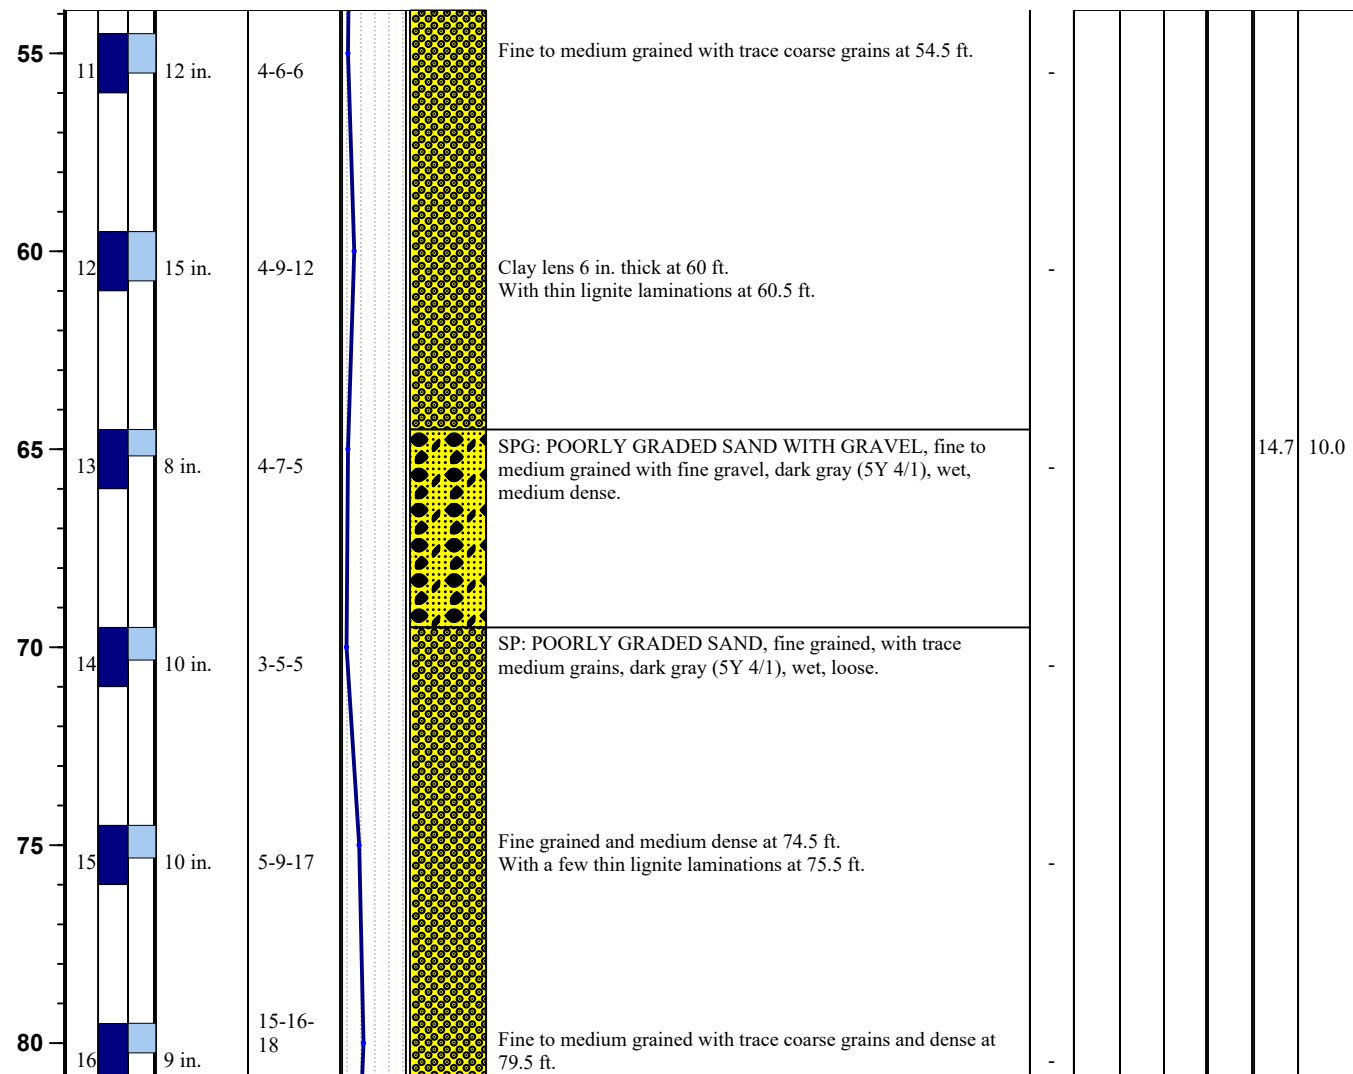 55
11
12 in.
4-6-6
Fine to medium grained with trace coarse grains at 54.5 ft.
-
60
12
15 in.
4-9-12
Clay lens 6 in. thick at 60 ft.
With thin lignite laminations at 60.5 ft.
-
65
13
8 in.
4-7-5
SPG: POORLY GRADED SAND WITH GRAVEL, fine to
medium grained with fine gravel, dark gray (5Y 4/1), wet,
medium dense.
-
14.7
10.0
70
14
10 in.
3-5-5
SP: POORLY GRADED SAND, fine grained, with trace
medium grains, dark gray (5Y 4/1), wet, loose.
-
75
15
10 in.
5-9-17
Fine grained and medium dense at 74.5 ft.
With a few thin lignite laminations at 75.5 ft.
-
80
16
9 in.
15-16-
18
Fine to medium grained with trace coarse grains and dense at
79.5 ft.
-